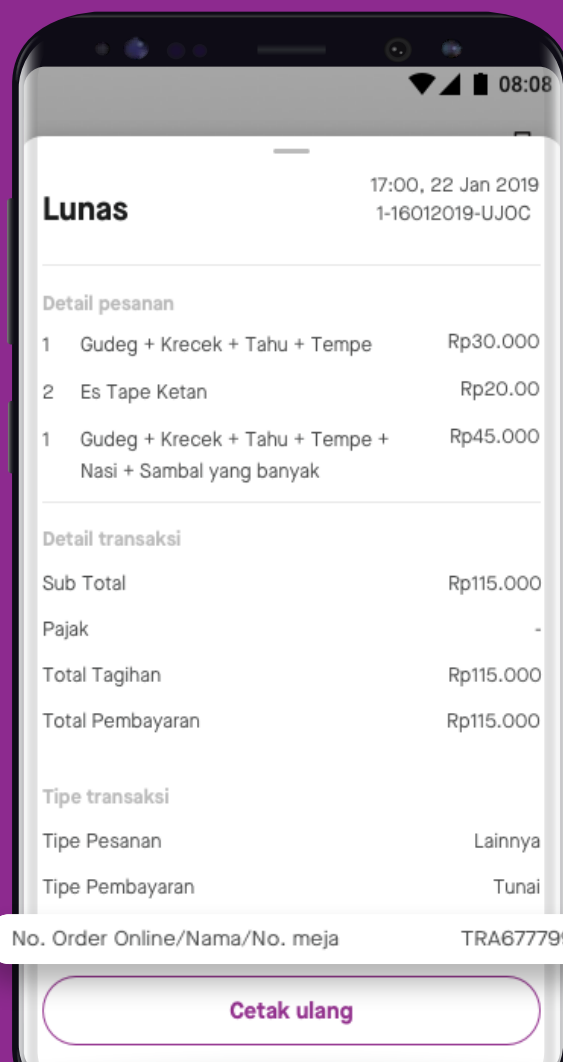 08:08
17:00, 22 Jan 2019
Lunas
1-16012019-UJOC
Detail pesanan
1 Gudeg + Krecek + Tahu + Tempe Rp30.000
2 Es Tape Ketan Rp20.00
1 Gudeg + Krecek + Tahu + Tempe + Rp45.000
Nasi + Sambal yang banyak
Detail transaksi
Sub Total Rp115.000
Pajak -
Total Tagihan Rp115.000
Total Pembayaran Rp115.000
Tipe transaksi
Tipe Pesanan Lainnya
Tipe Pembayaran Tunai
No. Order Online/Nama/No. meja TRA677799
Cetak ulang